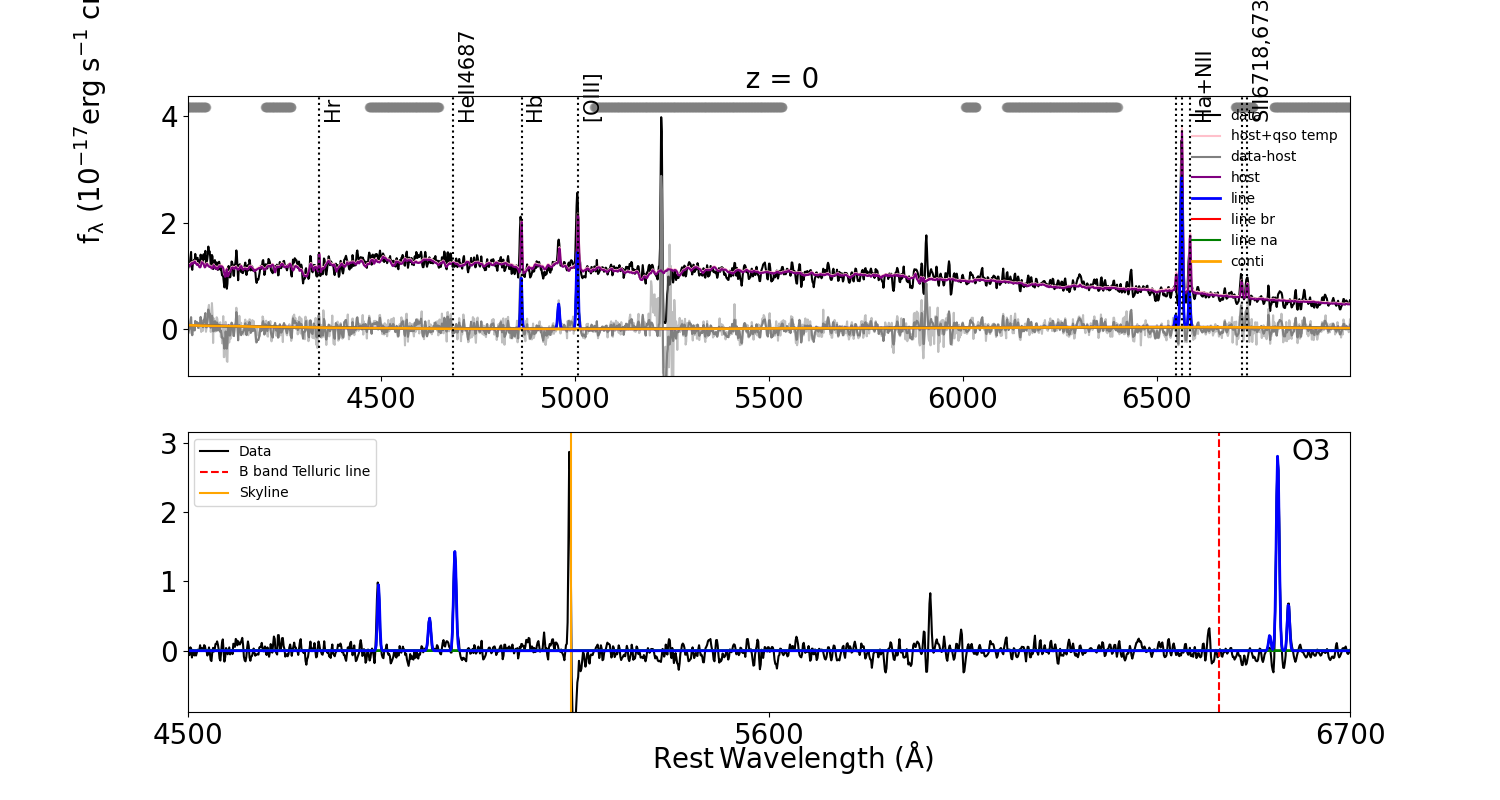 z = 0
f_λ (10^−17 erg s^−1
4
2
0
Hr
HeII4687
Hb
[OIII]
Ha+NII
SII6718,673
data
host+qso temp
data-host
host
line
line br
line na
conti
4500 5000 5500 6000 6500
3
2
1
0
Data
B band Telluric line
Skyline
O3
4500 5600 6700
Rest Wavelength (Å)